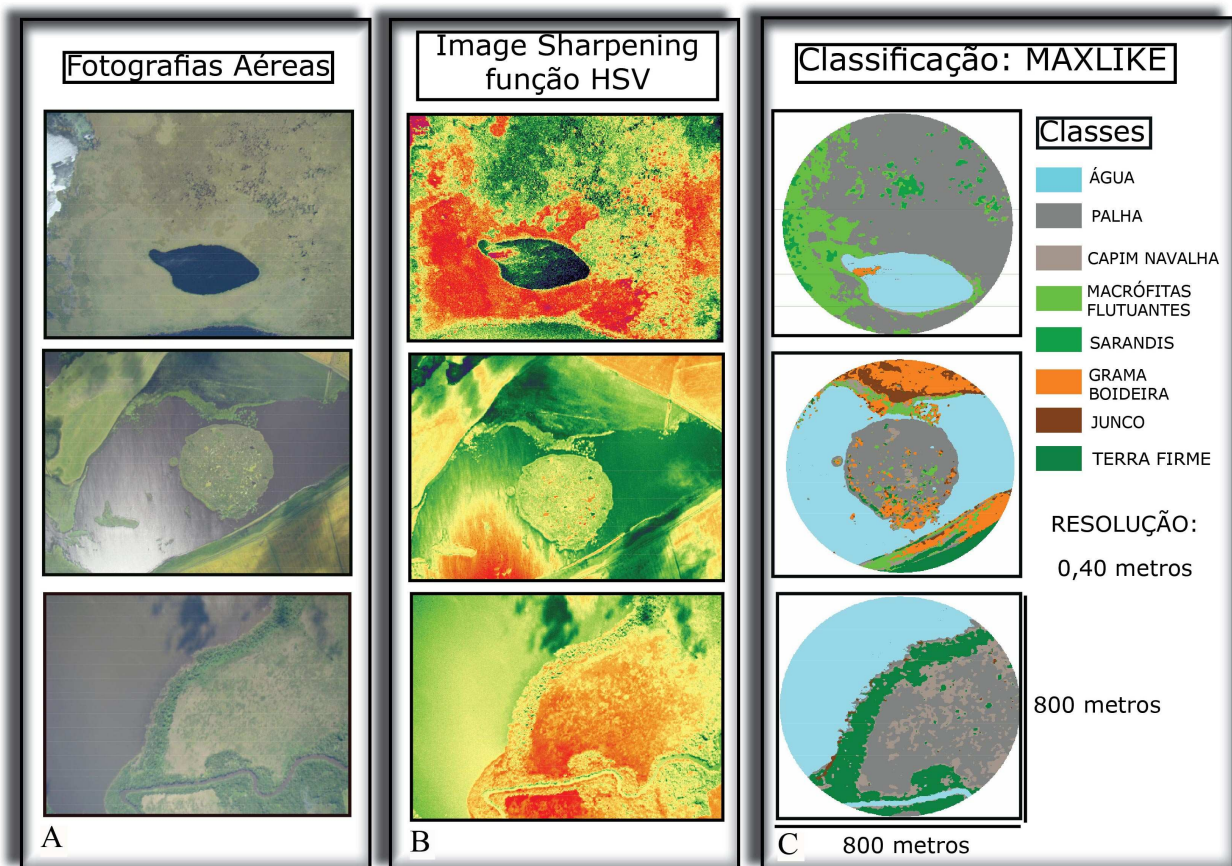 Fotografias Aéreas
A
Image Sharpening
função HSV
B
Classificação: MAXLIKE
Classes
ÁGUA
PALHA
CAPIM NAVALHA
MACRÓFITAS
FLUTUANTES
SARANDIS
GRAMA
BOIDEIRA
JUNCO
TERRA FIRME
RESOLUÇÃO:
0,40 metros
800 metros
C
800 metros